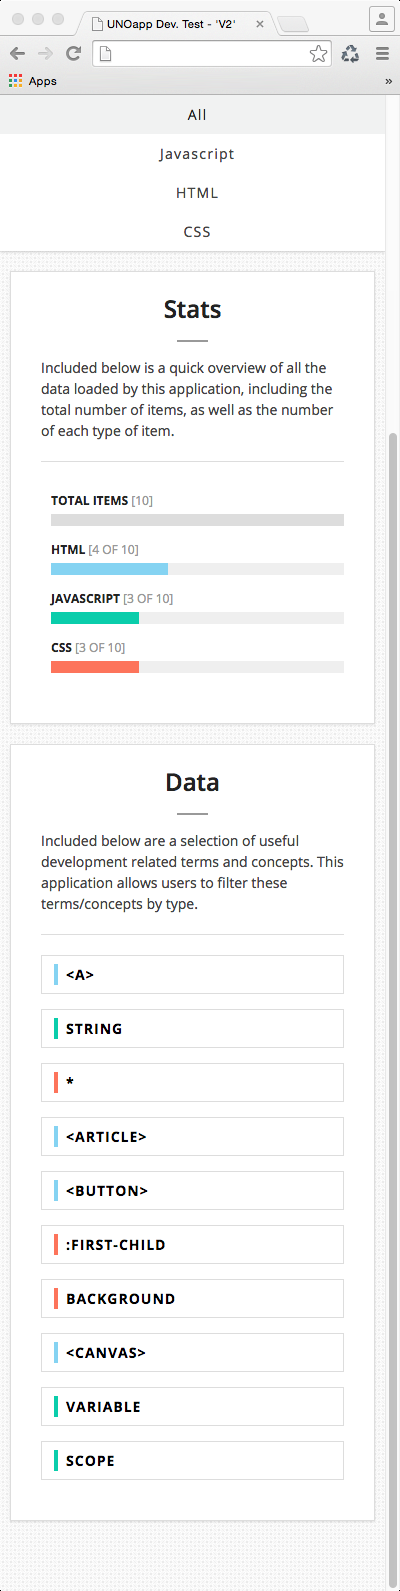 UNOapp Dev. Test - 'V2'
Apps
»
All
Javascript
HTML
CSS
Stats
Included below is a quick overview of all the
data loaded by this application, including the
total number of items, as well as the number
of each type of item.
TOTAL ITEMS [10]
HTML [4 OF 10]
JAVASCRIPT [3 OF 10]
CSS [3 OF 10]
Data
Included below are a selection of useful
development related terms and concepts. This
application allows users to filter these
terms/concepts by type.
<A>
STRING
*
<ARTICLE>
<BUTTON>
:FIRST-CHILD
BACKGROUND
<CANVAS>
VARIABLE
SCOPE